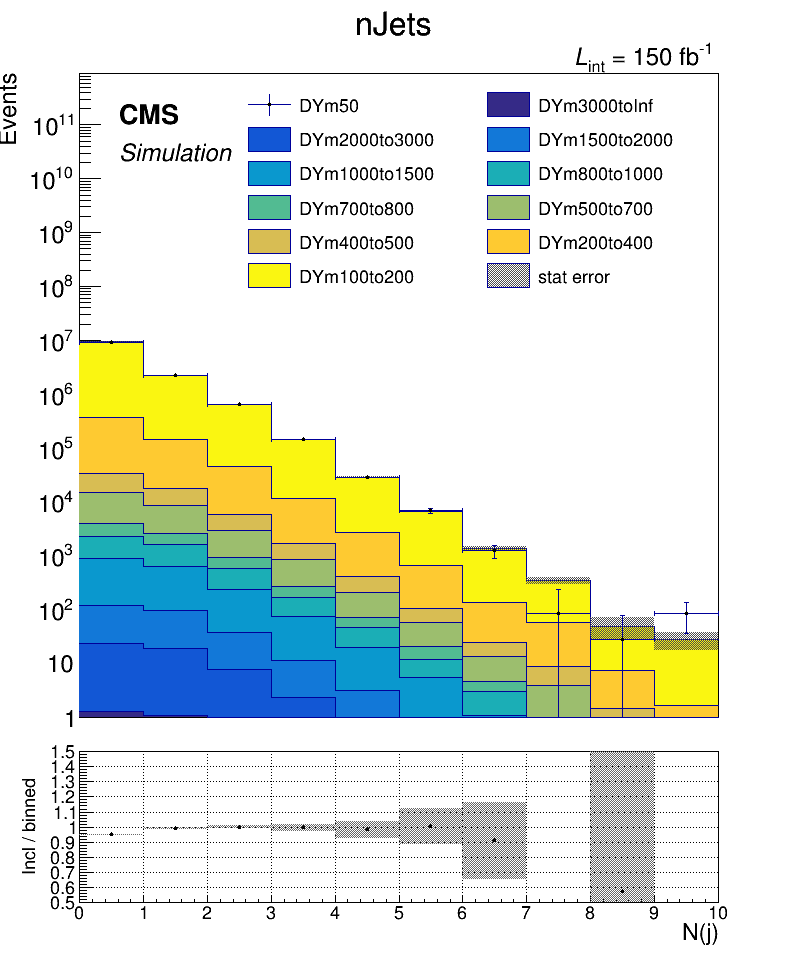 nJets
L_int = 150 fb^-1
Events
CMS
Simulation
DYm50
DYm3000toInf
DYm2000to3000
DYm1500to2000
DYm1000to1500
DYm800to1000
DYm700to800
DYm500to700
DYm400to500
DYm200to400
DYm100to200
stat error
10^11
10^10
10^9
10^8
10^7
10^6
10^5
10^4
10^3
10^2
10
1
Incl / binned
1.5
1.4
1.3
1.2
1.1
1
0.9
0.8
0.7
0.6
0.5
0 1 2 3 4 5 6 7 8 9 10
N(j)